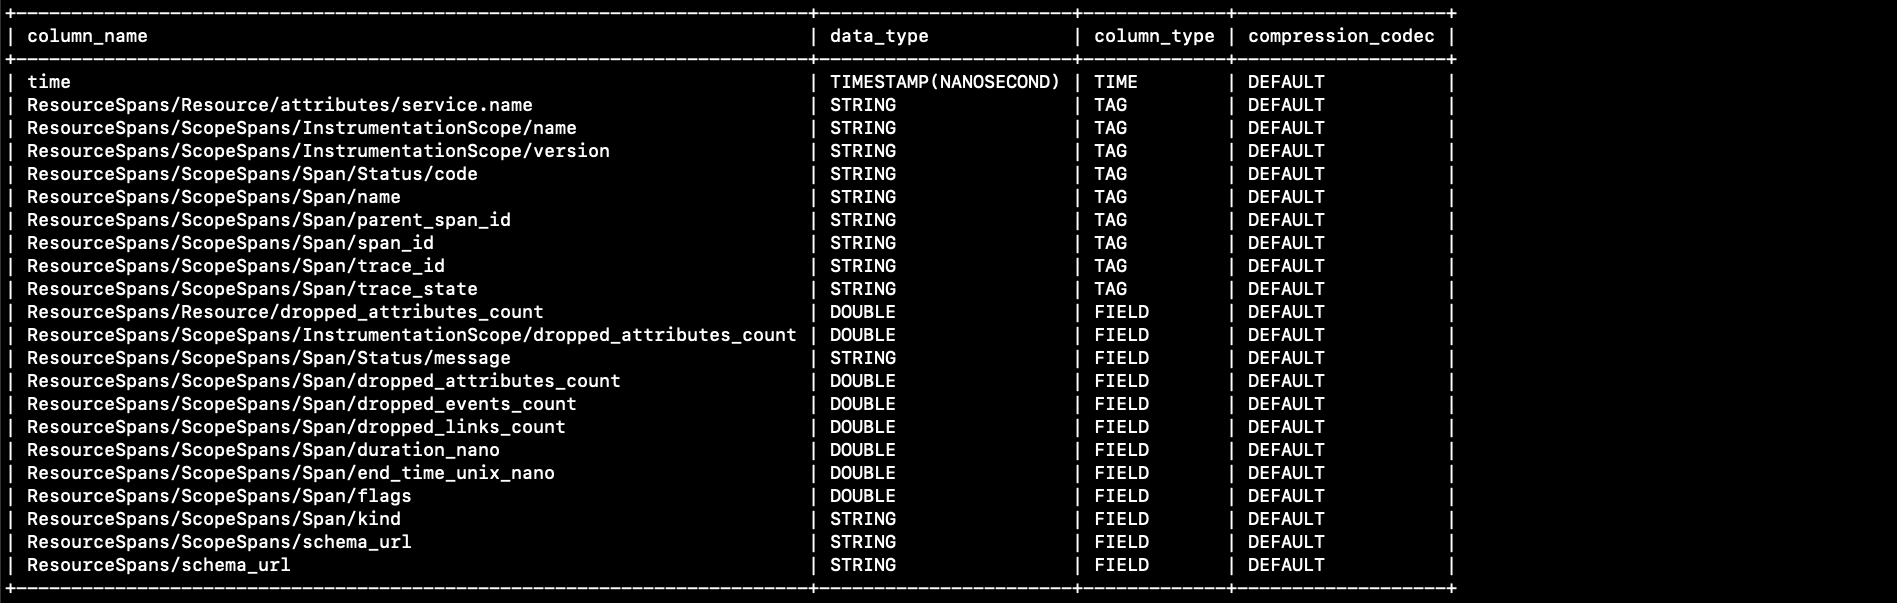 +-------------------------------------------------------------------------+-----------------------+-------------+-------------------+
| column_name                                                             | data_type             | column_type | compression_codec |
+-------------------------------------------------------------------------+-----------------------+-------------+-------------------+
| time                                                                    | TIMESTAMP(NANOSECOND) | TIME        | DEFAULT           |
| ResourceSpans/Resource/attributes/service.name                          | STRING                | TAG         | DEFAULT           |
| ResourceSpans/ScopeSpans/InstrumentationScope/name                      | STRING                | TAG         | DEFAULT           |
| ResourceSpans/ScopeSpans/InstrumentationScope/version                   | STRING                | TAG         | DEFAULT           |
| ResourceSpans/ScopeSpans/Span/Status/code                               | STRING                | TAG         | DEFAULT           |
| ResourceSpans/ScopeSpans/Span/name                                      | STRING                | TAG         | DEFAULT           |
| ResourceSpans/ScopeSpans/Span/parent_span_id                            | STRING                | TAG         | DEFAULT           |
| ResourceSpans/ScopeSpans/Span/span_id                                   | STRING                | TAG         | DEFAULT           |
| ResourceSpans/ScopeSpans/Span/trace_id                                  | STRING                | TAG         | DEFAULT           |
| ResourceSpans/ScopeSpans/Span/trace_state                               | STRING                | TAG         | DEFAULT           |
| ResourceSpans/Resource/dropped_attributes_count                         | DOUBLE                | FIELD       | DEFAULT           |
| ResourceSpans/ScopeSpans/InstrumentationScope/dropped_attributes_count  | DOUBLE                | FIELD       | DEFAULT           |
| ResourceSpans/ScopeSpans/Span/Status/message                            | STRING                | FIELD       | DEFAULT           |
| ResourceSpans/ScopeSpans/Span/dropped_attributes_count                  | DOUBLE                | FIELD       | DEFAULT           |
| ResourceSpans/ScopeSpans/Span/dropped_events_count                      | DOUBLE                | FIELD       | DEFAULT           |
| ResourceSpans/ScopeSpans/Span/dropped_links_count                       | DOUBLE                | FIELD       | DEFAULT           |
| ResourceSpans/ScopeSpans/Span/duration_nano                             | DOUBLE                | FIELD       | DEFAULT           |
| ResourceSpans/ScopeSpans/Span/end_time_unix_nano                        | DOUBLE                | FIELD       | DEFAULT           |
| ResourceSpans/ScopeSpans/Span/flags                                     | DOUBLE                | FIELD       | DEFAULT           |
| ResourceSpans/ScopeSpans/Span/kind                                      | STRING                | FIELD       | DEFAULT           |
| ResourceSpans/ScopeSpans/schema_url                                     | STRING                | FIELD       | DEFAULT           |
| ResourceSpans/schema_url                                                | STRING                | FIELD       | DEFAULT           |
+-------------------------------------------------------------------------+-----------------------+-------------+-------------------+